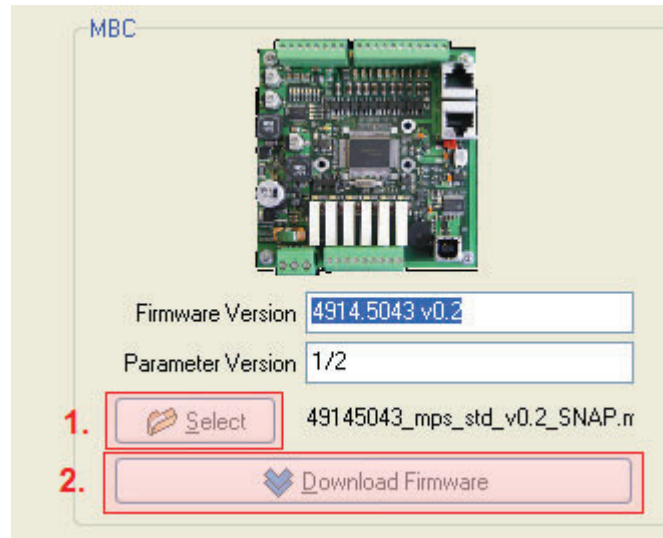 MBC
Firmware Version 4914.5043 v0.2
Parameter Version 1/2
1. Select 49145043_mps_std_v0.2_SNAP.m
2. Download Firmware